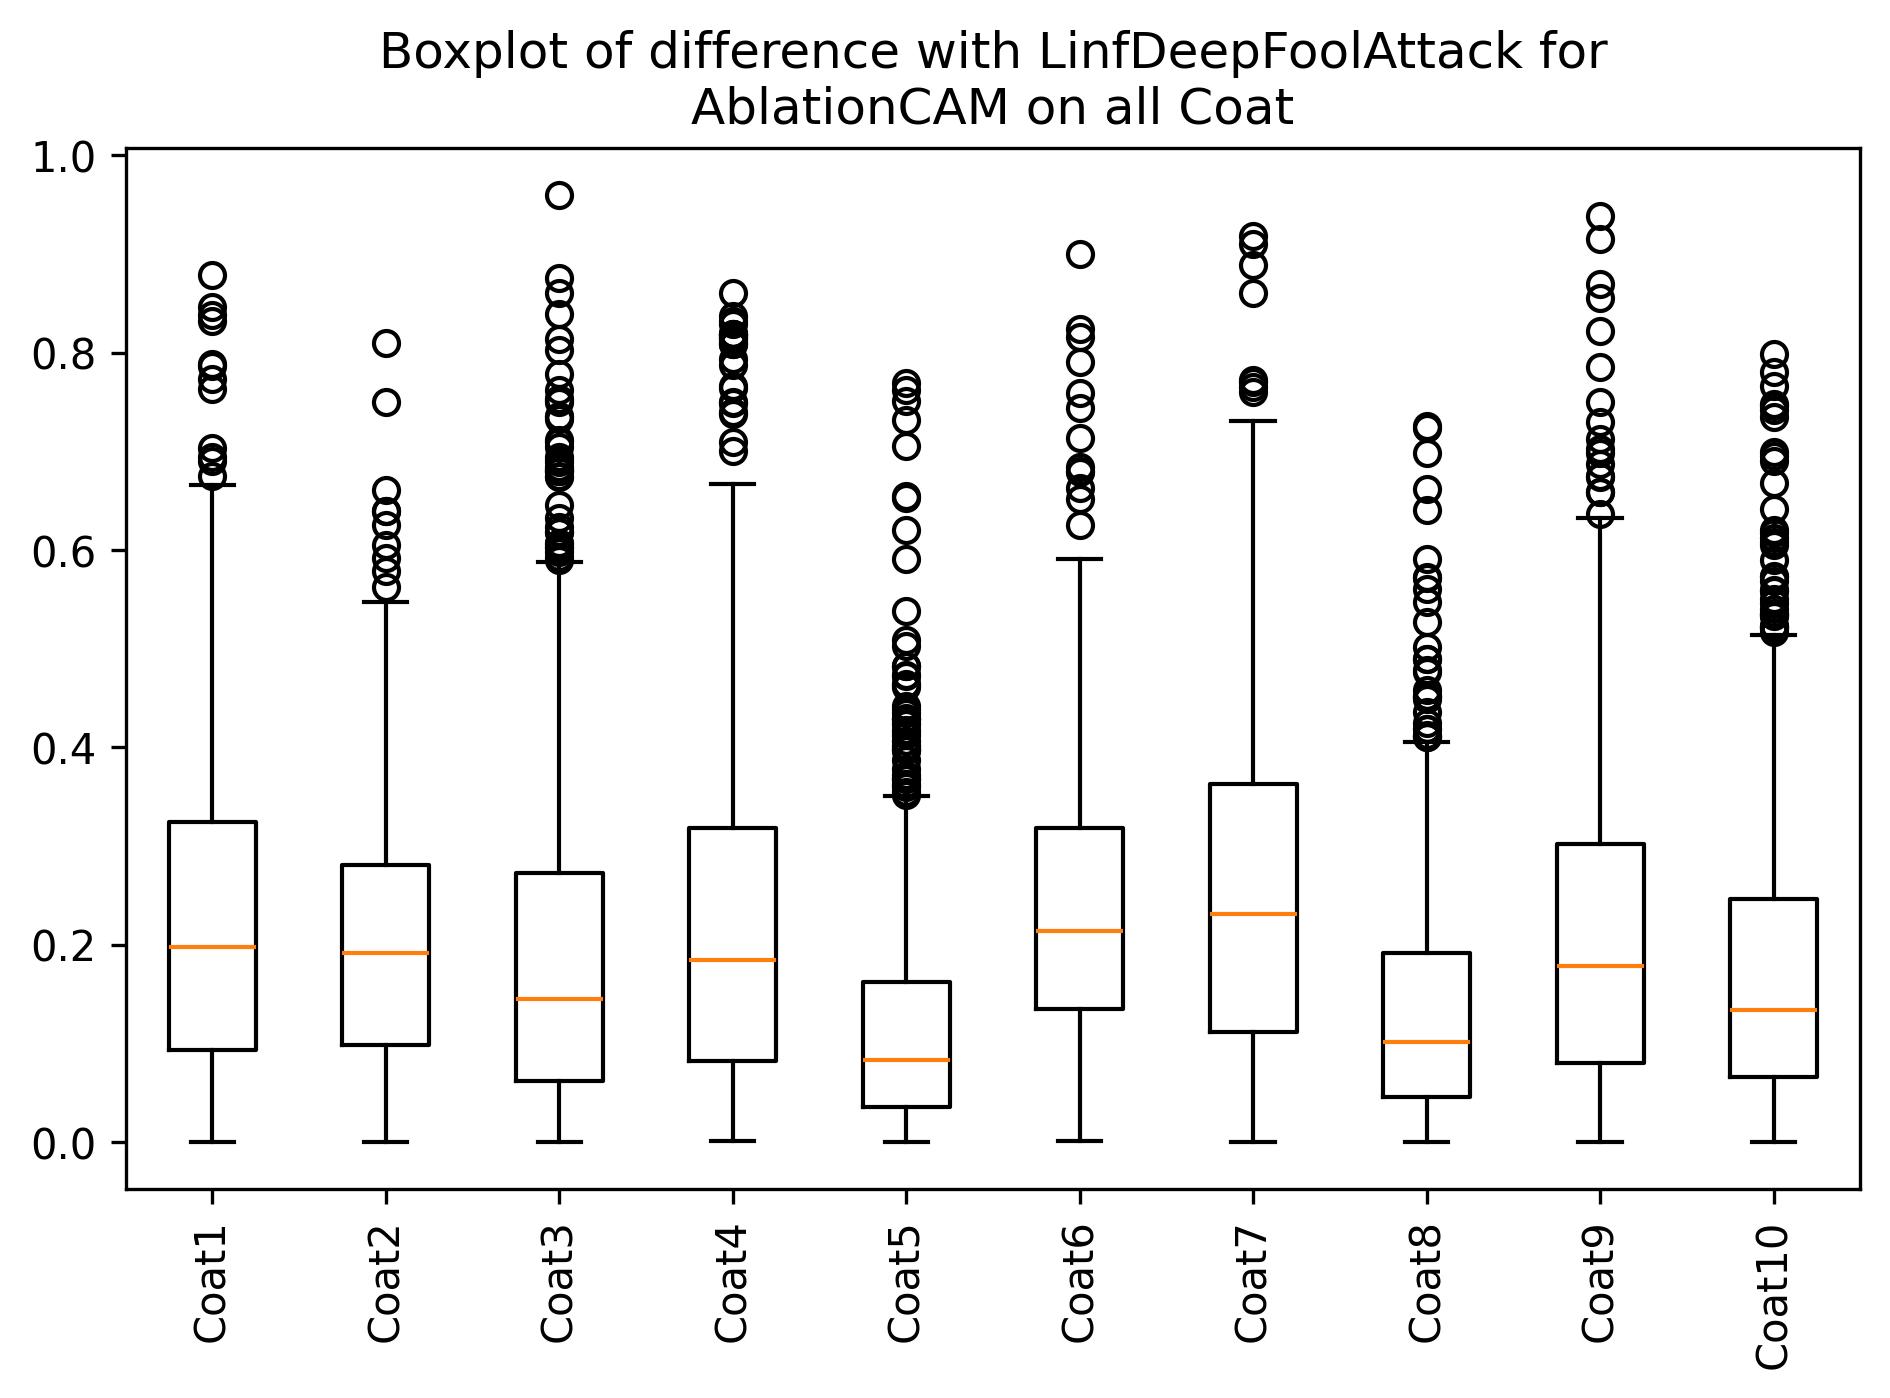 Boxplot of difference with LinfDeepFoolAttack for
AblationCAM on all Coat
1.0
0.8
0.6
0.4
0.2
0.0
Coat1
Coat2
Coat3
Coat4
Coat5
Coat6
Coat7
Coat8
Coat9
Coat10